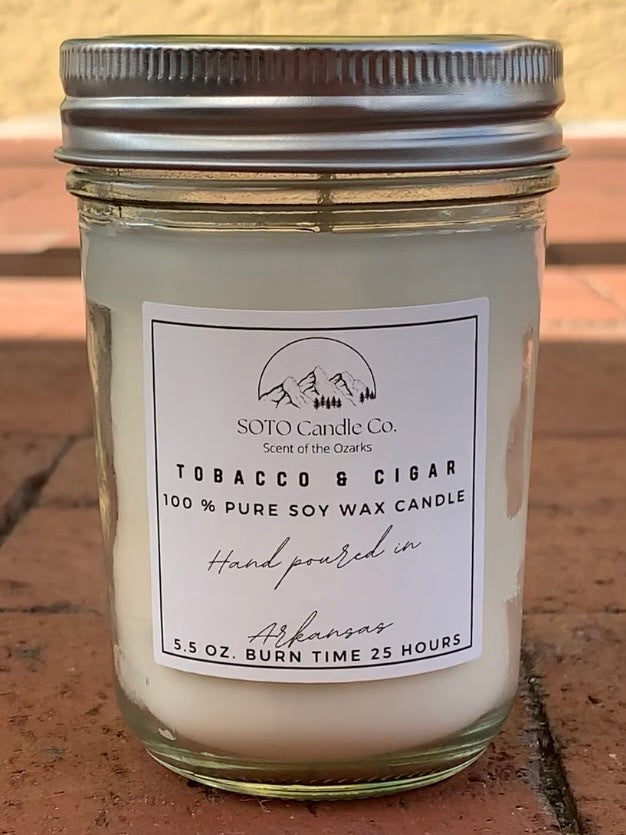 SOTO Candle Co.
Scent of the Ozarks
TOBACCO & CIGAR
100 % PURE SOY WAX CANDLE
Hand poured in
Arkansas
5.5 OZ. BURN TIME 25 HOURS